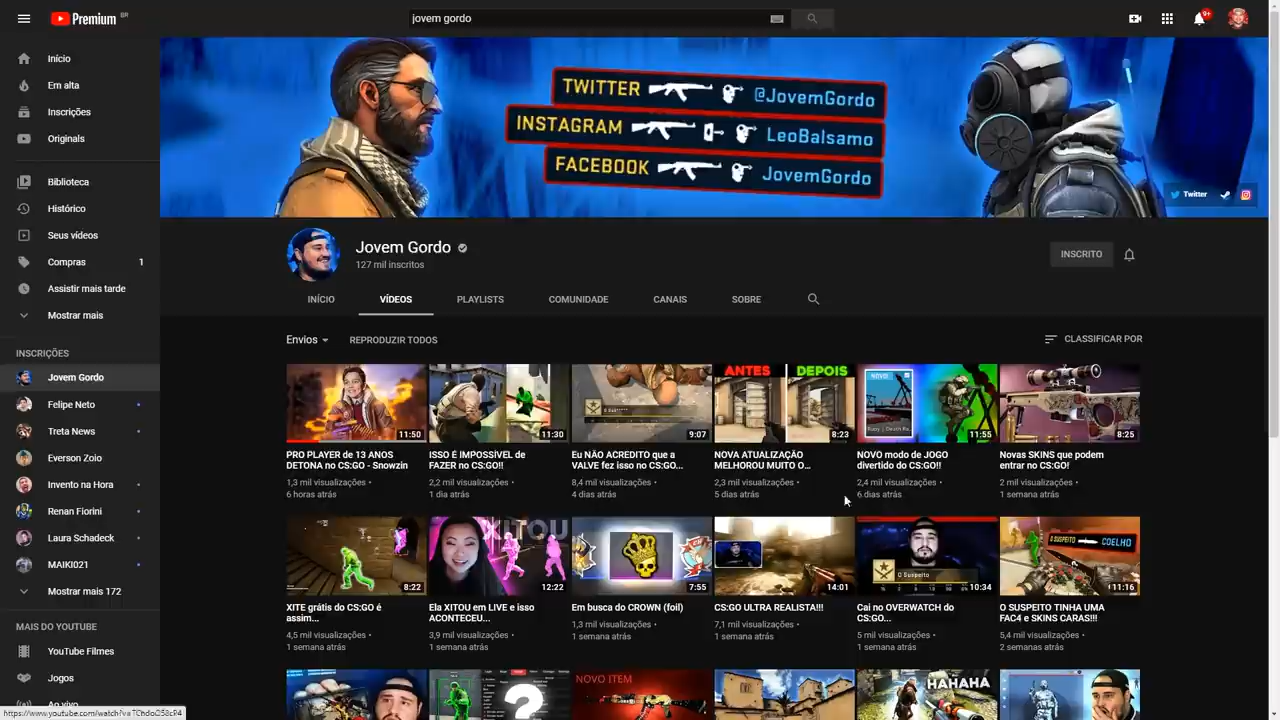 Premium BR
jovem gordo
9+
Início
Em alta
Inscrições
Originals
Biblioteca
Histórico
Seus vídeos
Compras 1
Assistir mais tarde
Mostrar mais
INSCRIÇÕES
Jovem Gordo
Felipe Neto
Treta News
Everson Zoio
Invento na Hora
Renan Fiorini
Laura Schadeck
MAIKI021
Mostrar mais 172
MAIS DO YOUTUBE
YouTube Filmes
Jogos
TWITTER @JovemGordo
INSTAGRAM LeoBalsamo
FACEBOOK JovemGordo
Twitter
Jovem Gordo
127 mil inscritos
INSCRITO
INÍCIO VÍDEOS PLAYLISTS COMUNIDADE CANAIS SOBRE
Envios REPRODUZIR TODOS CLASSIFICAR POR
11:50
PRO PLAYER de 13 ANOS
DETONA no CS:GO - Snowzin
1,3 mil visualizações •
6 horas atrás
11:30
ISSO É IMPOSSÍVEL de
FAZER no CS:GO!!
2,2 mil visualizações •
1 dia atrás
9:07
Eu NÃO ACREDITO que a
VALVE fez isso no CS:GO...
8,4 mil visualizações •
4 dias atrás
ANTES DEPOIS
8:23
NOVA ATUALIZAÇÃO
MELHOROU MUITO O...
2,3 mil visualizações •
5 dias atrás
NOVO
11:55
NOVO modo de JOGO
divertido do CS:GO!!
2,4 mil visualizações •
6 dias atrás
8:25
Novas SKINS que podem
entrar no CS:GO!
2 mil visualizações •
1 semana atrás
8:22
XITE grátis do CS:GO é
assim...
4,5 mil visualizações •
1 semana atrás
XITOU
12:22
Ela XITOU em LIVE e isso
ACONTECEU...
3,9 mil visualizações •
1 semana atrás
7:55
Em busca do CROWN (foil)
1,3 mil visualizações •
1 semana atrás
14:01
CS:GO ULTRA REALISTA!!!
7,1 mil visualizações •
1 semana atrás
O Suspeito
10:34
Cai no OVERWATCH do
CS:GO...
5 mil visualizações •
1 semana atrás
O SUSPEITO COELHO
11:16
O SUSPEITO TINHA UMA
FAC4 e SKINS CARAS!!!
5,4 mil visualizações •
2 semanas atrás
?
NOVO ITEM
HAHAHA